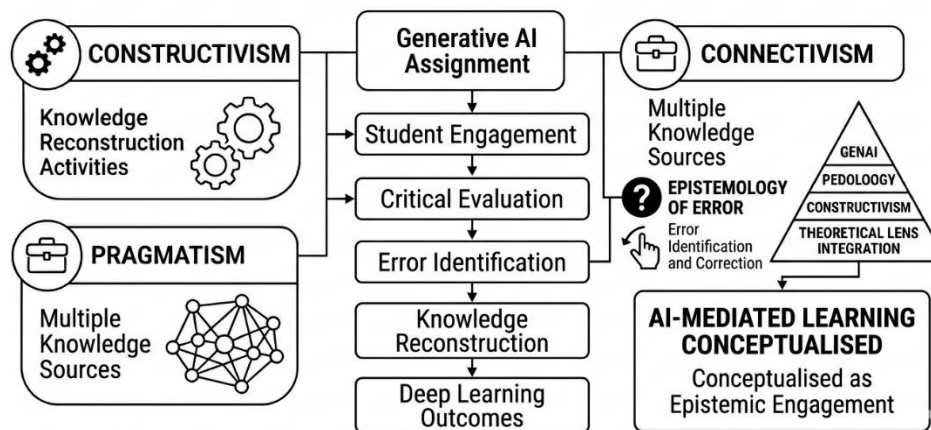 CONSTRUCTIVISM
Knowledge
Reconstruction
Activities
PRAGMATISM
Multiple
Knowledge
Sources
Generative AI
Assignment
Student Engagement
Critical Evaluation
Error Identification
Knowledge
Reconstruction
Deep Learning
Outcomes
CONNECTIVISM
Multiple
Knowledge
Sources
?
EPISTEMOLOGY
OF ERROR
Error
Identification
and Correction
GENAI
PEDOLOOGY
CONSTRUCTIVISM
THEORETICAL LENS
INTEGRATION
AI-MEDIATED LEARNING
CONCEPTUALISED
Conceptualised as
Epistemic Engagement